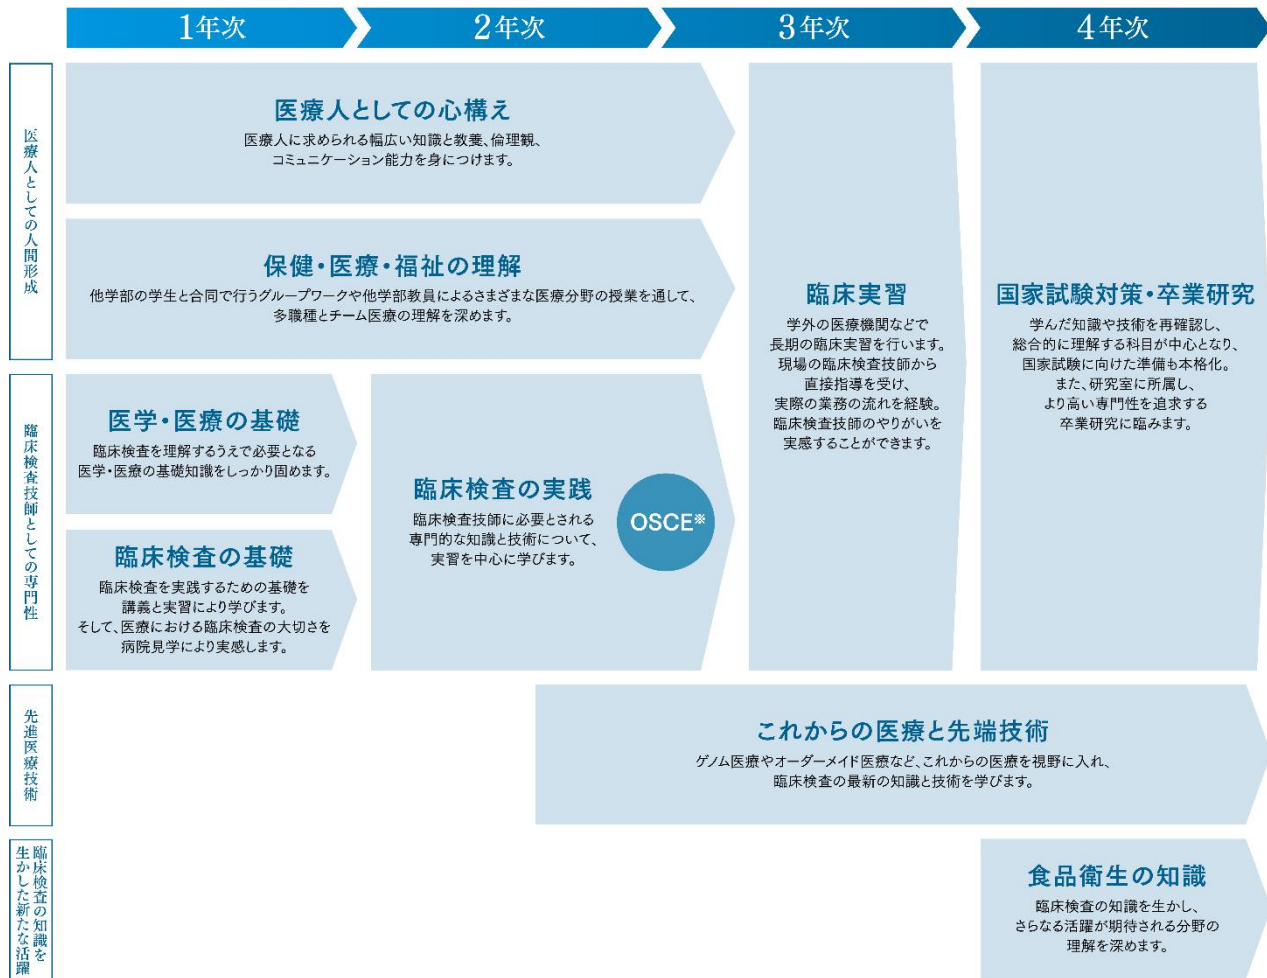 1年次
2年次
3年次
4年次
医療人としての人間形成
医療人としての心構え
医療人に求められる幅広い知識と教養、倫理観、
コミュニケーション能力を身につけます。
保健・医療・福祉の理解
他学部の学生と合同で行うグループワークや他学部教員によるさまざまな医療分野の授業を通して、
多職種とチーム医療の理解を深めます。
臨床検査技師としての専門性
医学・医療の基礎
臨床検査を理解するうえで必要となる
医学・医療の基礎知識をしっかり固めます。
臨床検査の基礎
臨床検査を実践するための基礎を
講義と実習により学びます。
そして、医療における臨床検査の大切さを
病院見学により実感します。
臨床検査の実践
臨床検査技師に必要とされる
専門的な知識と技術について、
実習を中心に学びます。
OSCE※
臨床実習
学外の医療機関などで
長期の臨床実習を行います。
現場の臨床検査技師から
直接指導を受け、
実際の業務の流れを経験。
臨床検査技師のやりがいを
実感することができます。
国家試験対策・卒業研究
学んだ知識や技術を再確認し、
総合的に理解する科目が中心となり、
国家試験に向けた準備も本格化。
また、研究室に所属し、
より高い専門性を追求する
卒業研究に臨みます。
先進医療技術
これからの医療と先端技術
ゲノム医療やオーダーメイド医療など、これからの医療を視野に入れ、
臨床検査の最新の知識と技術を学びます。
臨床検査の知識を
生かした新たな活躍
食品衛生の知識
臨床検査の知識を生かし、
さらなる活躍が期待される分野の
理解を深めます。